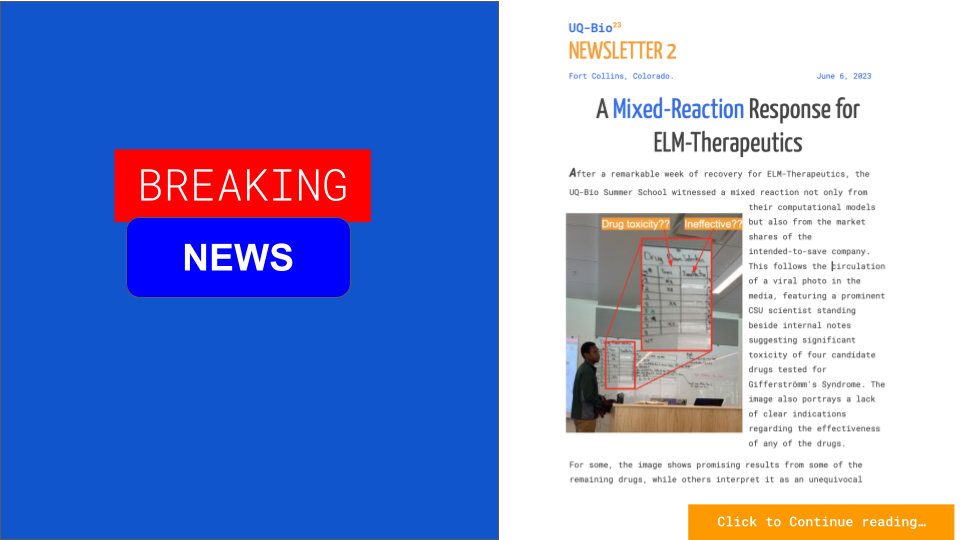 BREAKING
NEWS
UQ-Bio23
NEWSLETTER 2
Fort Collins, Colorado. June 6, 2023
A Mixed-Reaction Response for
ELM-Therapeutics
After a remarkable week of recovery for ELM-Therapeutics, the
UQ-Bio Summer School witnessed a mixed reaction not only from
their computational models
but also from the market
shares of the
intended-to-save company.
This follows the circulation
of a viral photo in the
media, featuring a prominent
CSU scientist standing
beside internal notes
suggesting significant
toxicity of four candidate
drugs tested for
Gifferströmm's Syndrome. The
image also portrays a lack
of clear indications
regarding the effectiveness
of any of the drugs.
Drug toxicity?? Ineffective??
For some, the image shows promising results from some of the
remaining drugs, while others interpret it as an unequivocal
Click to Continue reading…